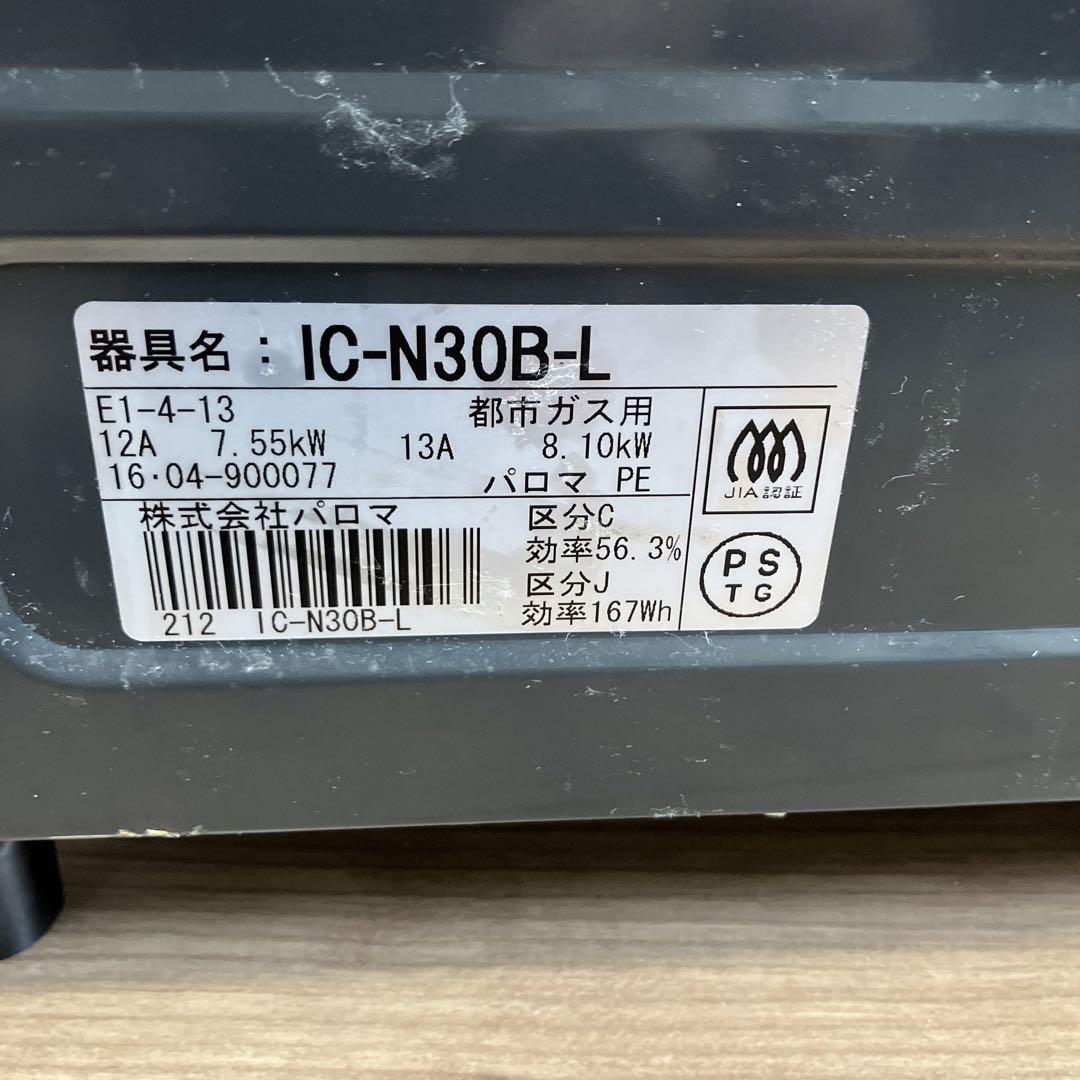 器具名 : IC-N30B-L
E1-4-13 都市ガス用
12A 7.55kW 13A 8.10kW
16·04-900077 パロマ PE
株式会社パロマ 区分C
効率56.3%
区分J
効率167Wh
212 IC-N30B-L
JIA認証
PS
TG